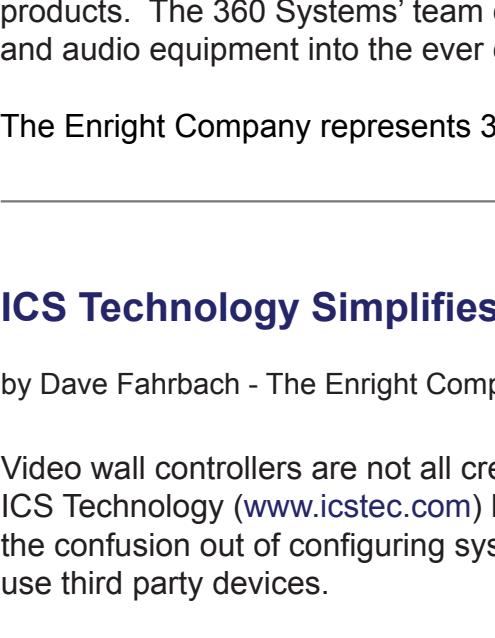 products.  The 360 Systems’ team
and audio equipment into the ever
The Enright Company represents 3
ICS Technology Simplifies
by Dave Fahrbach - The Enright Comp
Video wall controllers are not all cre
ICS Technology (www.icstec.com)
the confusion out of configuring sys
use third party devices.